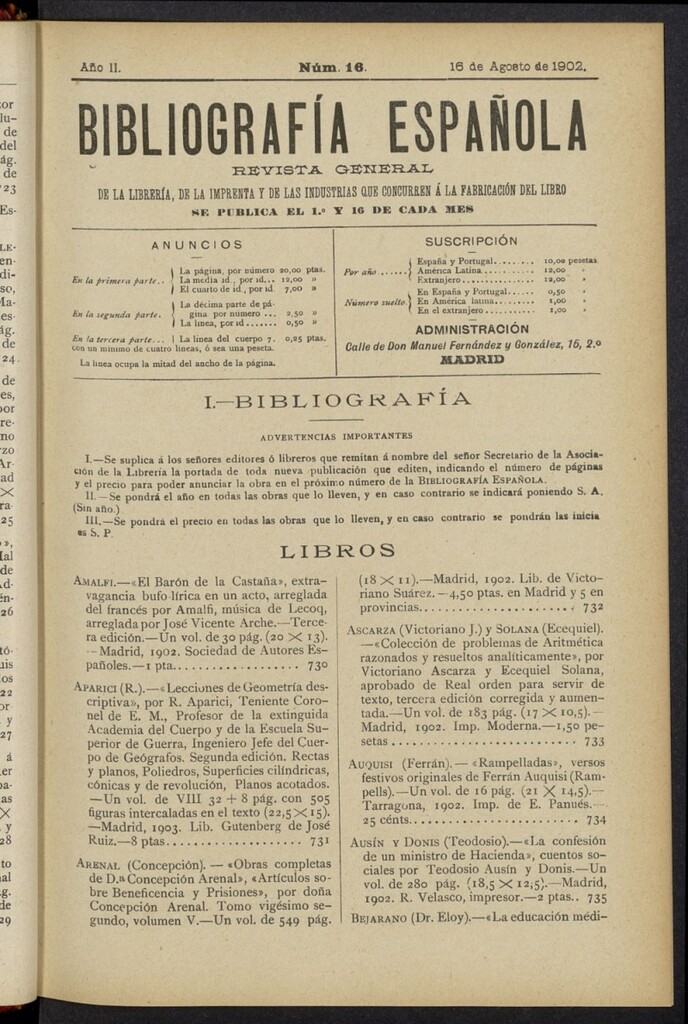 Año II.
Núm. 16.
16 de Agosto de 1902.
BIBLIOGRAFÍA ESPAÑOLA
REVISTA GENERAL
DE LA LIBRERÍA, DE LA IMPRENTA Y DE LAS INDUSTRIAS QUE CONCURREN Á LA FABRICACIÓN DEL LIBRO
SE PUBLICA EL 1.º Y 16 DE CADA MES
ANUNCIOS
En la primera parte..
La página, por número 20,00 ptas.
La media id., por id... 12,00 »
El cuarto de id., por id. 7,00 »
En la segunda parte.
La décima parte de pá-
gina por número ... 2,50 »
La línea, por id....... 0,50 »
En la tercera parte... La línea del cuerpo 7. 0,25 ptas.
con un mínimo de cuatro líneas, ó sea una peseta.
La línea ocupa la mitad del ancho de la página.
SUSCRIPCIÓN
Por año ......
España y Portugal........ 10,00 pesetas
América Latina........... 12,00 »
Extranjero............... 12,00 »
Número suelto.
En España y Portugal..... 0,50 »
En América latina........ 1,00 »
En el extranjero......... 1,00 »
ADMINISTRACIÓN
Calle de Don Manuel Fernández y González, 15, 2.º
MADRID
I.—BIBLIOGRAFÍA
ADVERTENCIAS IMPORTANTES
I.—Se suplica á los señores editores ó libreros que remitan á nombre del señor Secretario de la Asocia-
ción de la Librería la portada de toda nueva publicación que editen, indicando el número de páginas
y el precio para poder anunciar la obra en el próximo número de la BIBLIOGRAFÍA ESPAÑOLA.
II.—Se pondrá el año en todas las obras que lo lleven, y en caso contrario se indicará poniendo S. A.
(Sin año.)
III.—Se pondrá el precio en todas las obras que lo lleven, y en caso contrario se pondrán las inicia
es S. P.
LIBROS
AMALFI.—«El Barón de la Castaña», extra-
vagancia bufo-lírica en un acto, arreglada
del francés por Amalfi, música de Lecoq,
arreglada por José Vicente Arche.—Terce-
ra edición.—Un vol. de 30 pág. (20 × 13).
—Madrid, 1902. Sociedad de Autores Es-
pañoles.—1 pta.................. 730
APARICI (R.).—«Lecciones de Geometría des-
criptiva», por R. Aparici, Teniente Coro-
nel de E. M., Profesor de la extinguida
Academia del Cuerpo y de la Escuela Su-
perior de Guerra, Ingeniero Jefe del Cuer-
po de Geógrafos. Segunda edición. Rectas
y planos, Poliedros, Superficies cilíndricas,
cónicas y de revolución, Planos acotados.
—Un vol. de VIII 32 + 8 pág. con 505
figuras intercaladas en el texto (22,5 × 15).
—Madrid, 1903. Lib. Gutenberg de José
Ruiz.—8 ptas.................... 731
ARENAL (Concepción). — «Obras completas
de D.ª Concepción Arenal», «Artículos so-
bre Beneficencia y Prisiones», por doña
Concepción Arenal. Tomo vigésimo se-
gundo, volumen V.—Un vol. de 549 pág.
(18 × 11).—Madrid, 1902. Lib. de Victo-
riano Suárez.—4,50 ptas. en Madrid y 5 en
provincias....................... 732
ASCARZA (Victoriano J.) y SOLANA (Ecequiel).
—«Colección de problemas de Aritmética
razonados y resueltos analíticamente», por
Victoriano Ascarza y Ecequiel Solana,
aprobado de Real orden para servir de
texto, tercera edición corregida y aumen-
tada.—Un vol. de 183 pág. (17 × 10,5).—
Madrid, 1902. Imp. Moderna.—1,50 pe-
setas............................ 733
AUQUISI (Ferrán).—«Rampelladas», versos
festivos originales de Ferrán Auquisi (Ram-
pells).—Un vol. de 16 pág. (21 × 14,5).—
Tarragona, 1902. Imp. de E. Panués.—
25 cénts......................... 734
AUSÍN Y DONIS (Teodosio).—«La confesión
de un ministro de Hacienda», cuentos so-
ciales por Teodosio Ausín y Donis.—Un
vol. de 280 pág. (18,5 × 12,5).—Madrid,
1902. R. Velasco, impresor.—2 ptas.. 735
BEJARANO (Dr. Eloy).—«La educación médi-